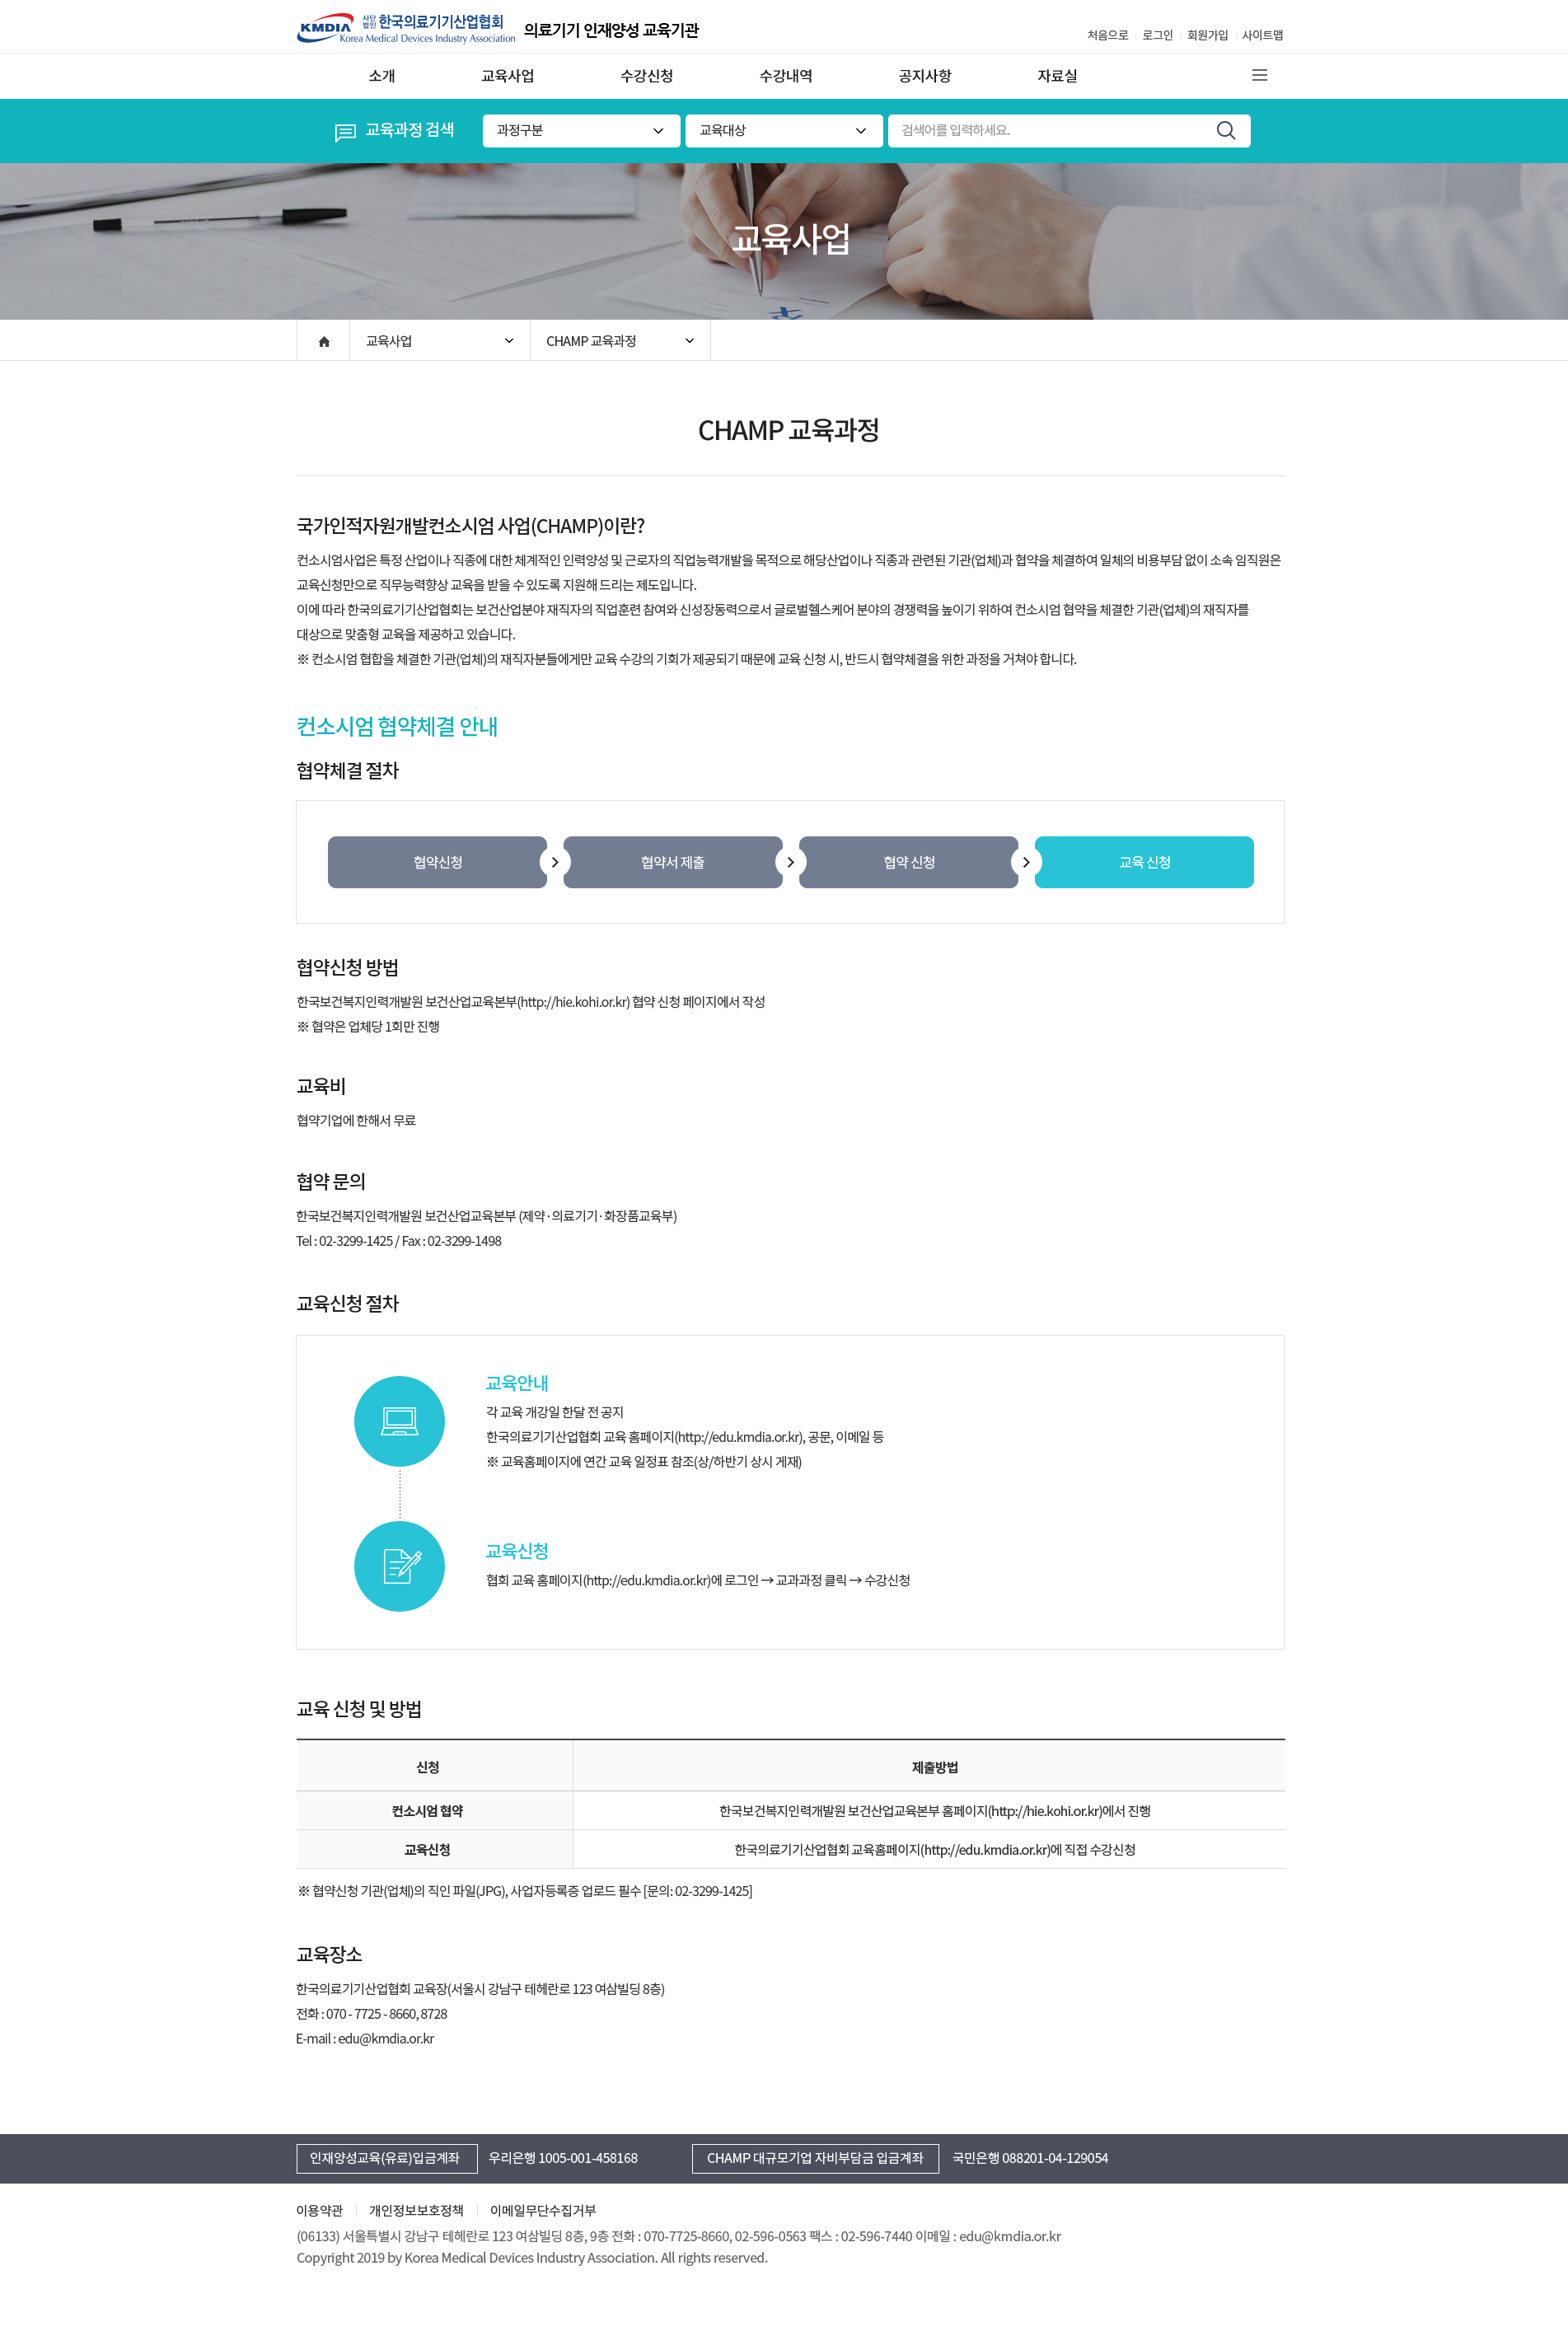 KMDIA 사단법인 한국의료기기산업협회
Korea Medical Devices Industry Association
의료기기 인재양성 교육기관
처음으로 로그인 회원가입 사이트맵
소개 교육사업 수강신청 수강내역 공지사항 자료실
교육과정 검색 과정구분 교육대상 검색어를 입력하세요.
교육사업
교육사업 CHAMP 교육과정
CHAMP 교육과정
국가인적자원개발컨소시엄 사업(CHAMP)이란?
컨소시엄사업은 특정 산업이나 직종에 대한 체계적인 인력양성 및 근로자의 직업능력개발을 목적으로 해당산업이나 직종과 관련된 기관(업체)과 협약을 체결하여 일체의 비용부담 없이 소속 임직원은
교육신청만으로 직무능력향상 교육을 받을 수 있도록 지원해 드리는 제도입니다.
이에 따라 한국의료기기산업협회는 보건산업분야 재직자의 직업훈련 참여와 신성장동력으로서 글로벌헬스케어 분야의 경쟁력을 높이기 위하여 컨소시엄 협약을 체결한 기관(업체)의 재직자를
대상으로 맞춤형 교육을 제공하고 있습니다.
※ 컨소시엄 협합을 체결한 기관(업체)의 재직자분들에게만 교육 수강의 기회가 제공되기 때문에 교육 신청 시, 반드시 협약체결을 위한 과정을 거쳐야 합니다.
컨소시엄 협약체결 안내
협약체결 절차
협약신청 협약서 제출 협약 신청 교육 신청
협약신청 방법
한국보건복지인력개발원 보건산업교육본부(http://hie.kohi.or.kr) 협약 신청 페이지에서 작성
※ 협약은 업체당 1회만 진행
교육비
협약기업에 한해서 무료
협약 문의
한국보건복지인력개발원 보건산업교육본부 (제약·의료기기·화장품교육부)
Tel : 02-3299-1425 / Fax : 02-3299-1498
교육신청 절차
교육안내
각 교육 개강일 한달 전 공지
한국의료기기산업협회 교육 홈페이지(http://edu.kmdia.or.kr), 공문, 이메일 등
※ 교육홈페이지에 연간 교육 일정표 참조(상/하반기 상시 게재)
교육신청
협회 교육 홈페이지(http://edu.kmdia.or.kr)에 로그인 → 교과과정 클릭 → 수강신청
교육 신청 및 방법
신청 제출방법
컨소시엄 협약 한국보건복지인력개발원 보건산업교육본부 홈페이지(http://hie.kohi.or.kr)에서 진행
교육신청 한국의료기기산업협회 교육홈페이지(http://edu.kmdia.or.kr)에 직접 수강신청
※ 협약신청 기관(업체)의 직인 파일(JPG), 사업자등록증 업로드 필수 [문의: 02-3299-1425]
교육장소
한국의료기기산업협회 교육장(서울시 강남구 테헤란로 123 여삼빌딩 8층)
전화 : 070 - 7725 - 8660, 8728
E-mail : edu@kmdia.or.kr
인재양성교육(유료)입금계좌 우리은행 1005-001-458168 CHAMP 대규모기업 자비부담금 입금계좌 국민은행 088201-04-129054
이용약관 개인정보보호정책 이메일무단수집거부
(06133) 서울특별시 강남구 테헤란로 123 여삼빌딩 8층, 9층 전화 : 070-7725-8660, 02-596-0563 팩스 : 02-596-7440 이메일 : edu@kmdia.or.kr
Copyright 2019 by Korea Medical Devices Industry Association. All rights reserved.